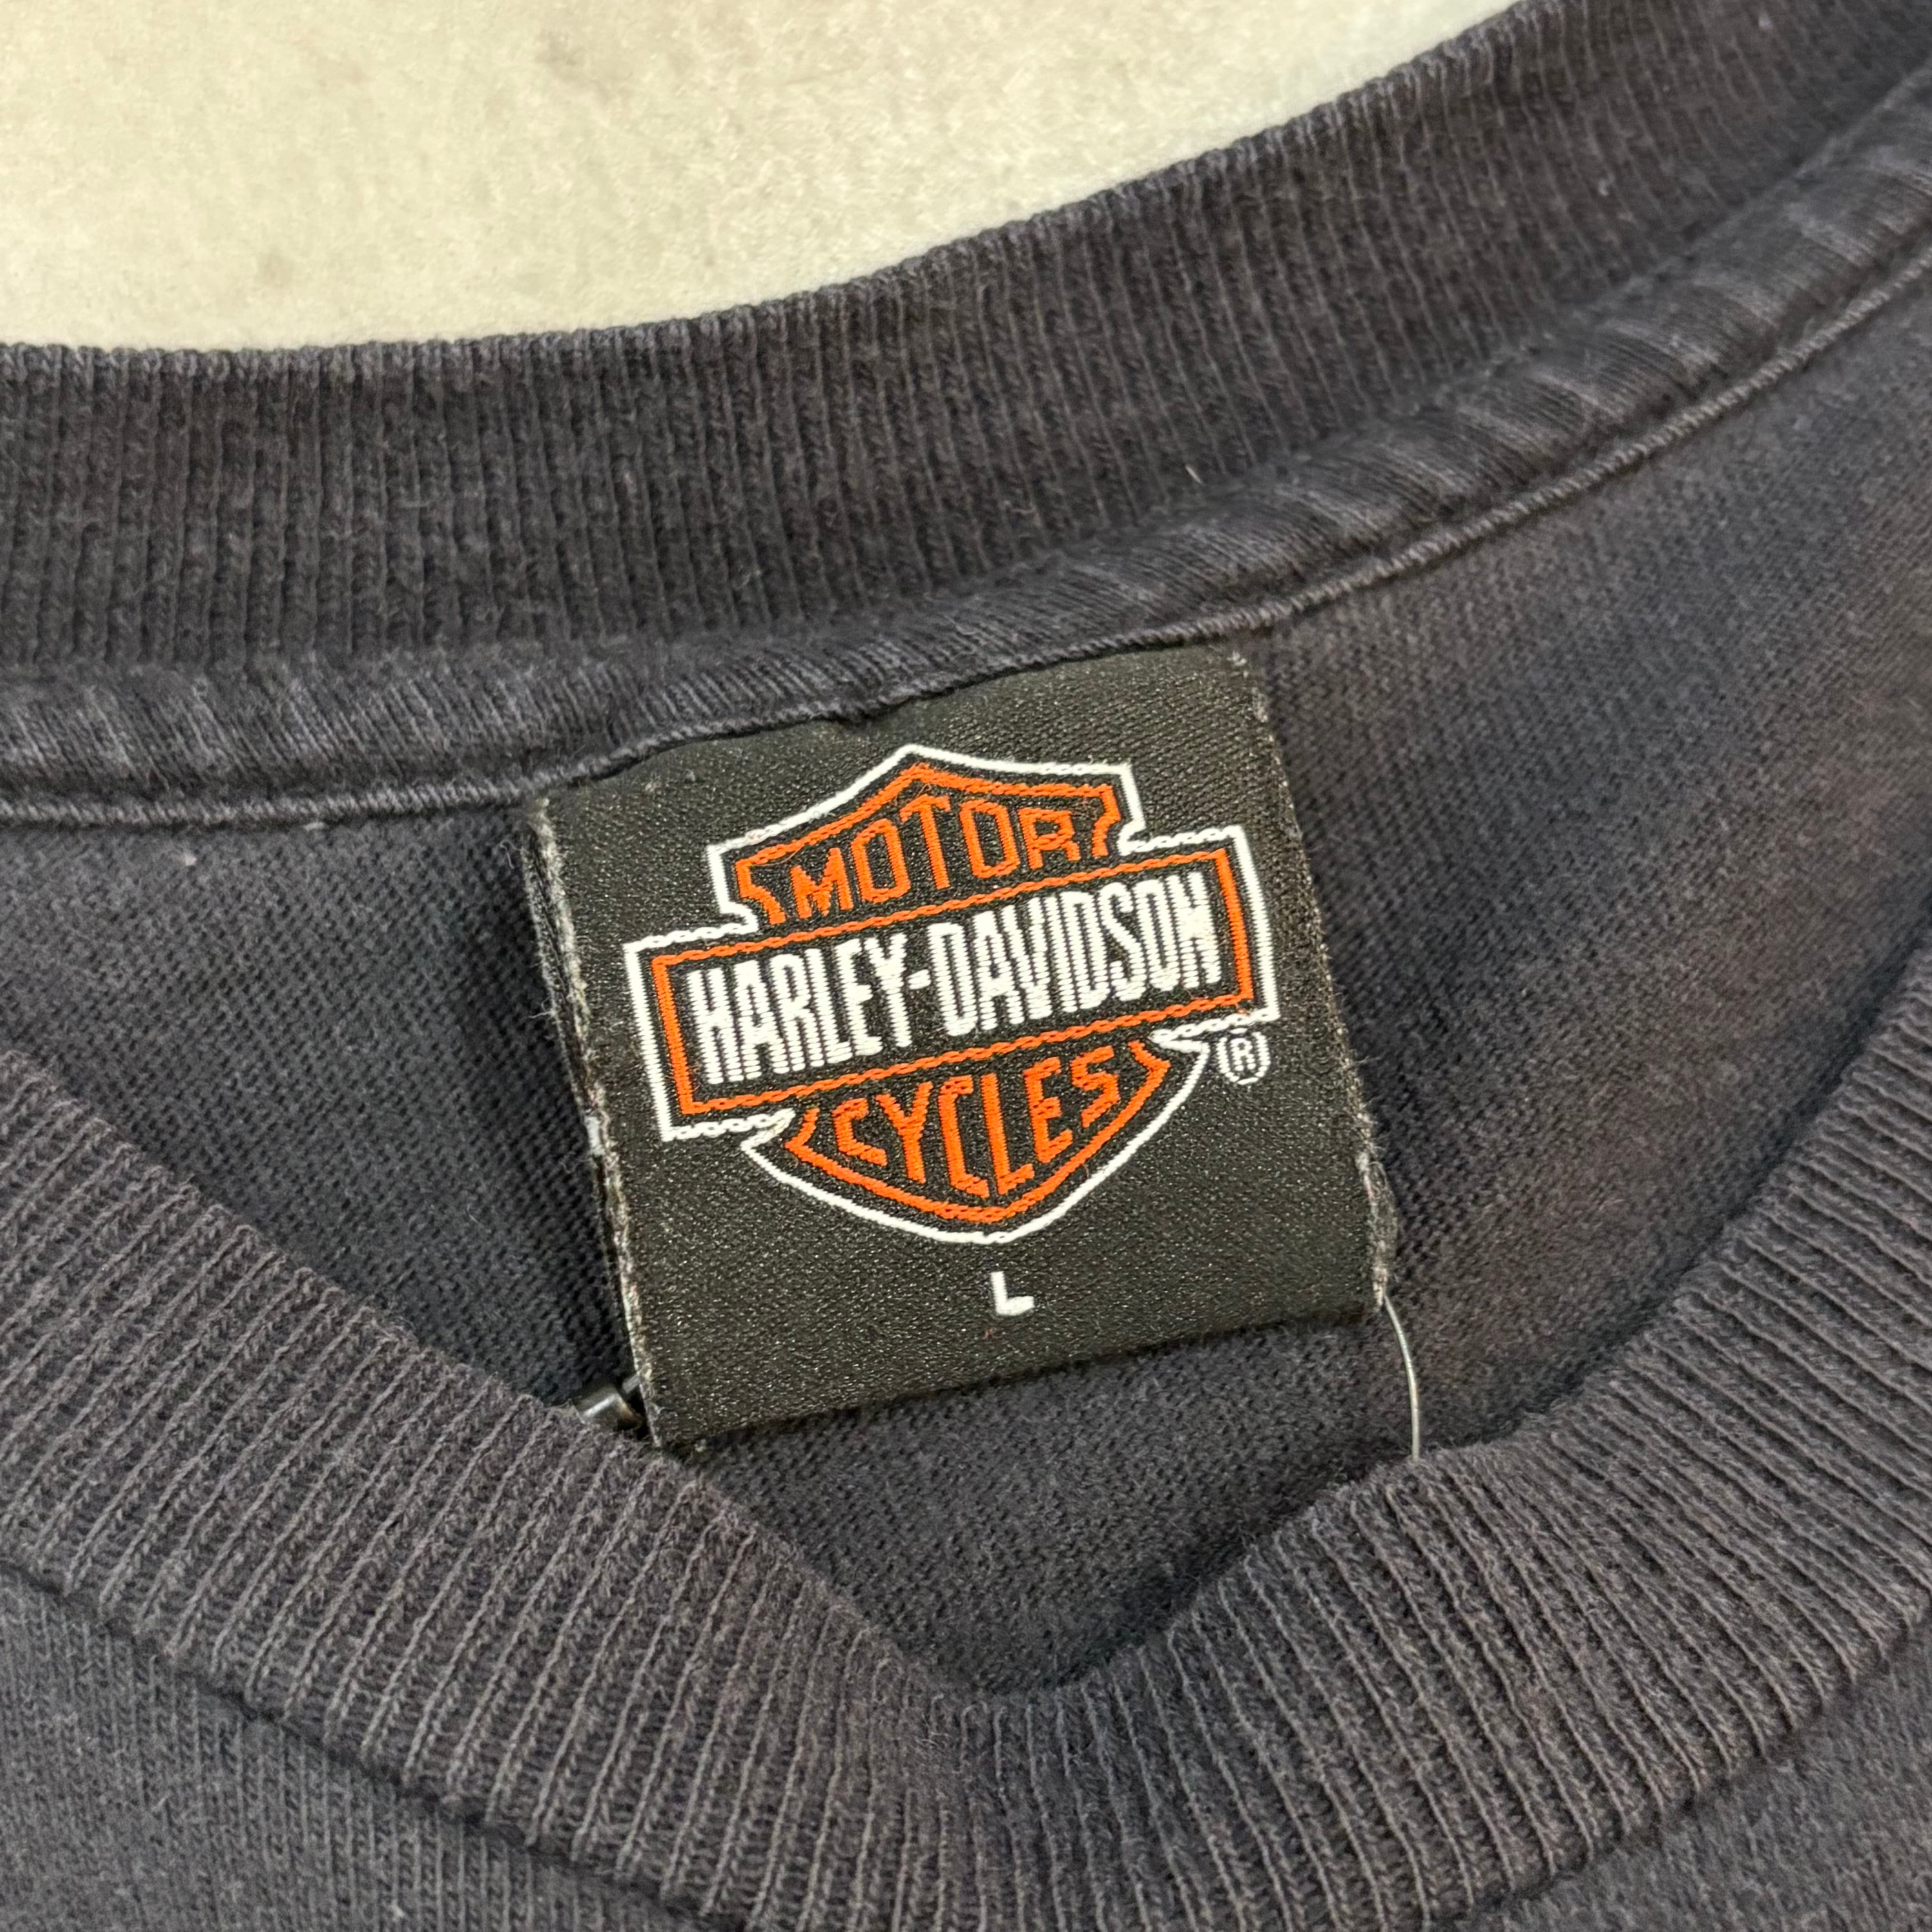 MOTOR
HARLEY-DAVIDSON
CYCLES
®
L